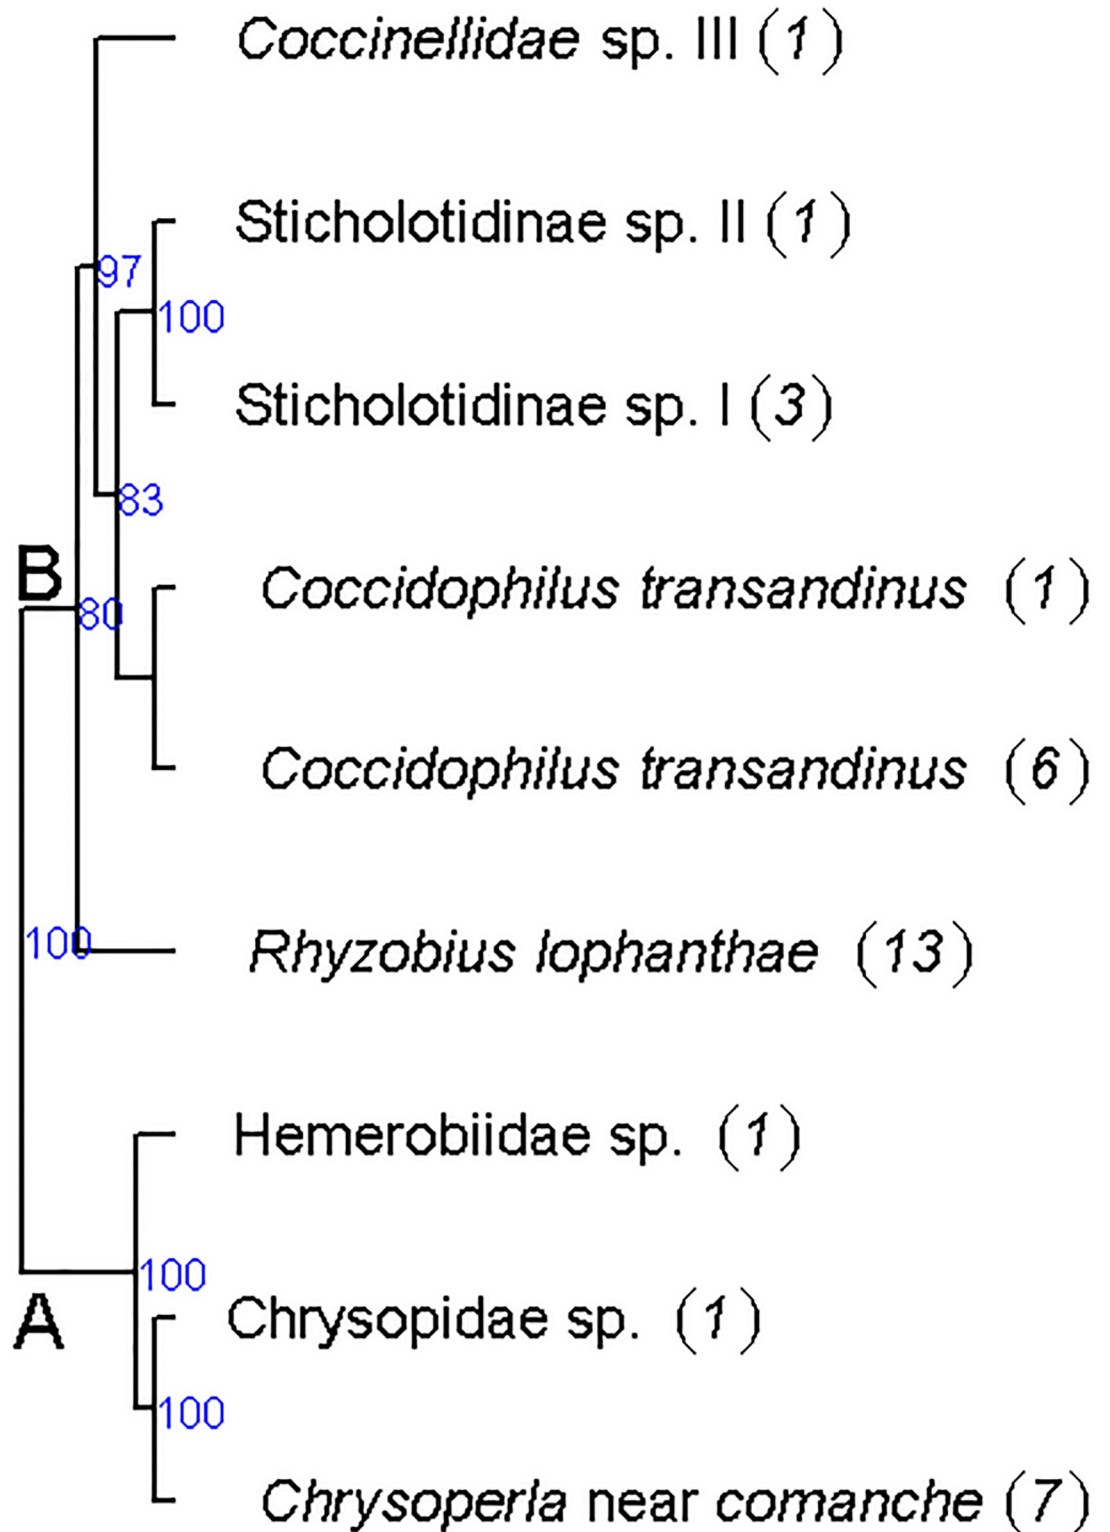 Coccinellidae sp. III (1)
Sticholotidinae sp. II (1)
97
100
Sticholotidinae sp. I (3)
83
B
Coccidophilus transandinus (1)
80
Coccidophilus transandinus (6)
100
Rhyzobius lophanthae (13)
Hemerobiidae sp. (1)
100
A
Chrysopidae sp. (1)
100
Chrysoperla near comanche (7)